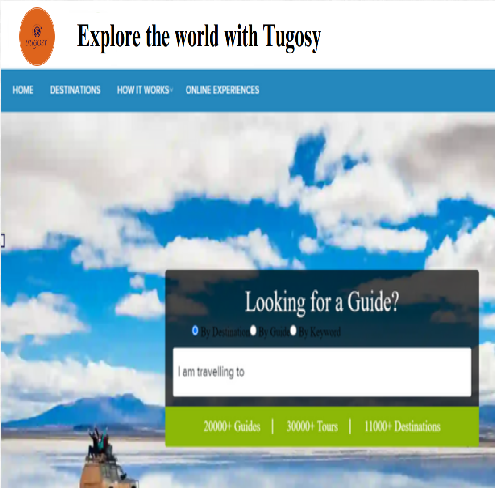 Explore the world with Tugosy
HOME DESTINATIONS HOW IT WORKS ONLINE EXPERIENCES
Looking for a Guide?
By Destination By Guide By Keyword
I am travelling to
20000+ Guides | 30000+ Tours | 11000+ Destinations